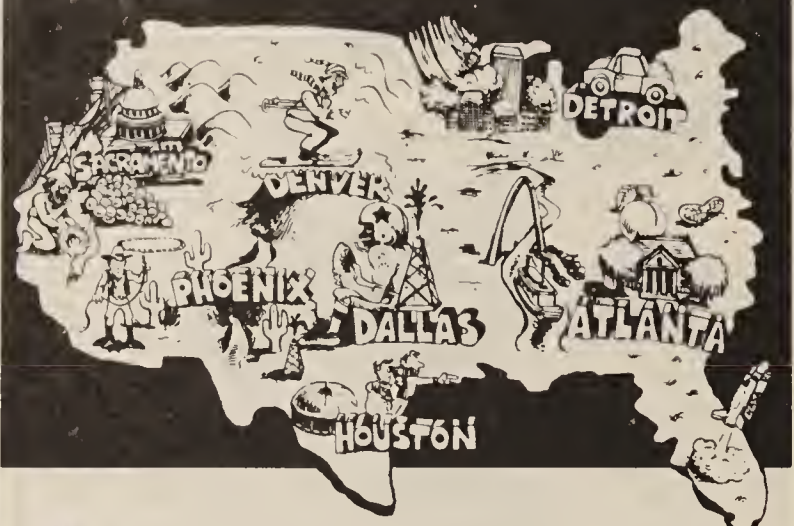 DETROIT
SACRAMENTO
DENVER
PHOENIX
DALLAS
ATLANTA
HOUSTON